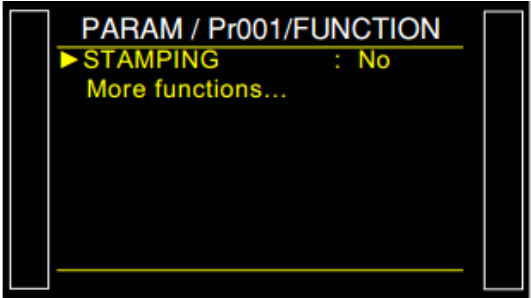 PARAM / Pr001/FUNCTION
►STAMPING : No
More functions...